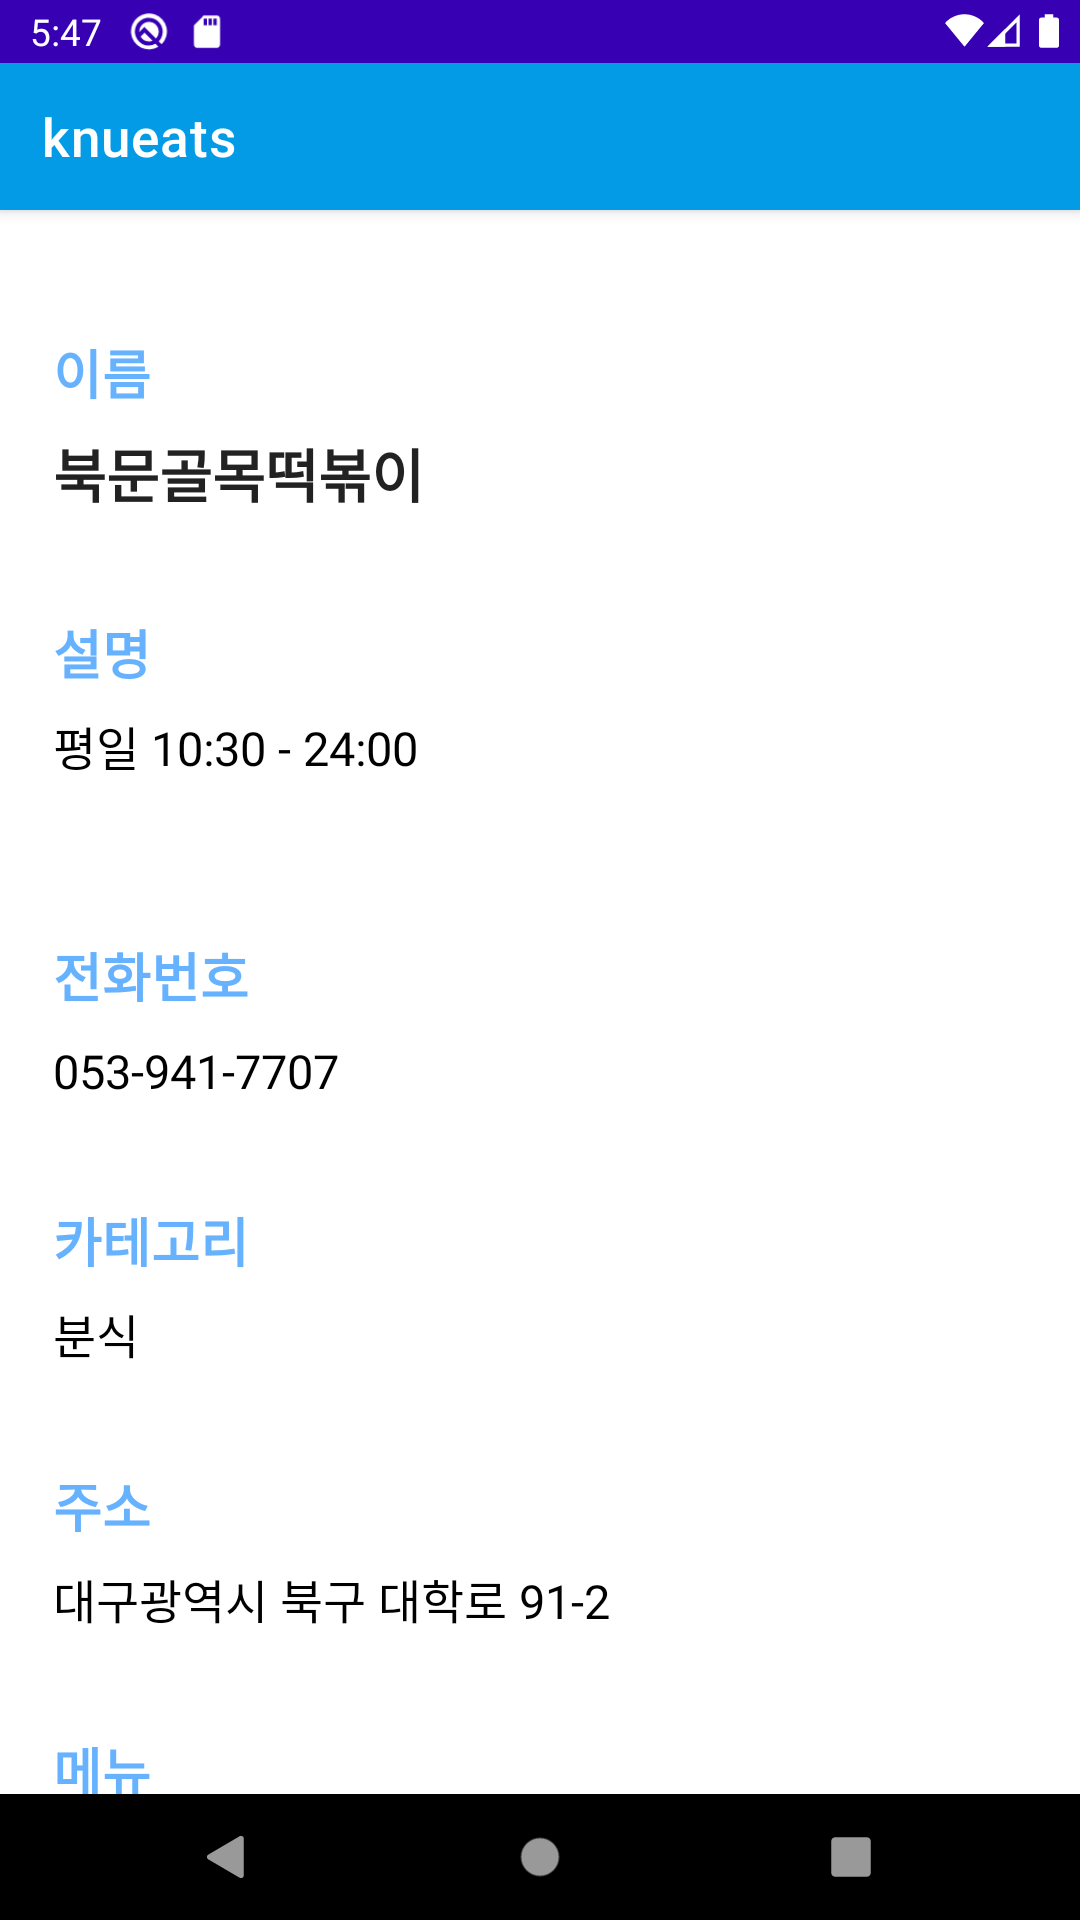 5:47
knueats
이름
북문골목떡볶이
설명
평일 10:30 - 24:00
전화번호
053-941-7707
카테고리
분식
주소
대구광역시 북구 대학로 91-2
메뉴